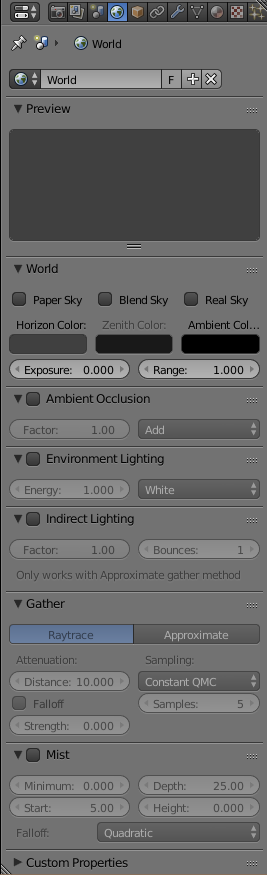 World
World F
Preview
World
Paper Sky Blend Sky Real Sky
Horizon Color: Zenith Color: Ambient Col...
Exposure: 0.000 Range: 1.000
Ambient Occlusion
Factor: 1.00 Add
Environment Lighting
Energy: 1.000 White
Indirect Lighting
Factor: 1.00 Bounces: 1
Only works with Approximate gather method
Gather
Raytrace Approximate
Attenuation: Sampling:
Distance: 10.000 Constant QMC
Falloff Samples: 5
Strength: 0.000
Mist
Minimum: 0.000 Depth: 25.00
Start: 5.00 Height: 0.000
Falloff: Quadratic
Custom Properties